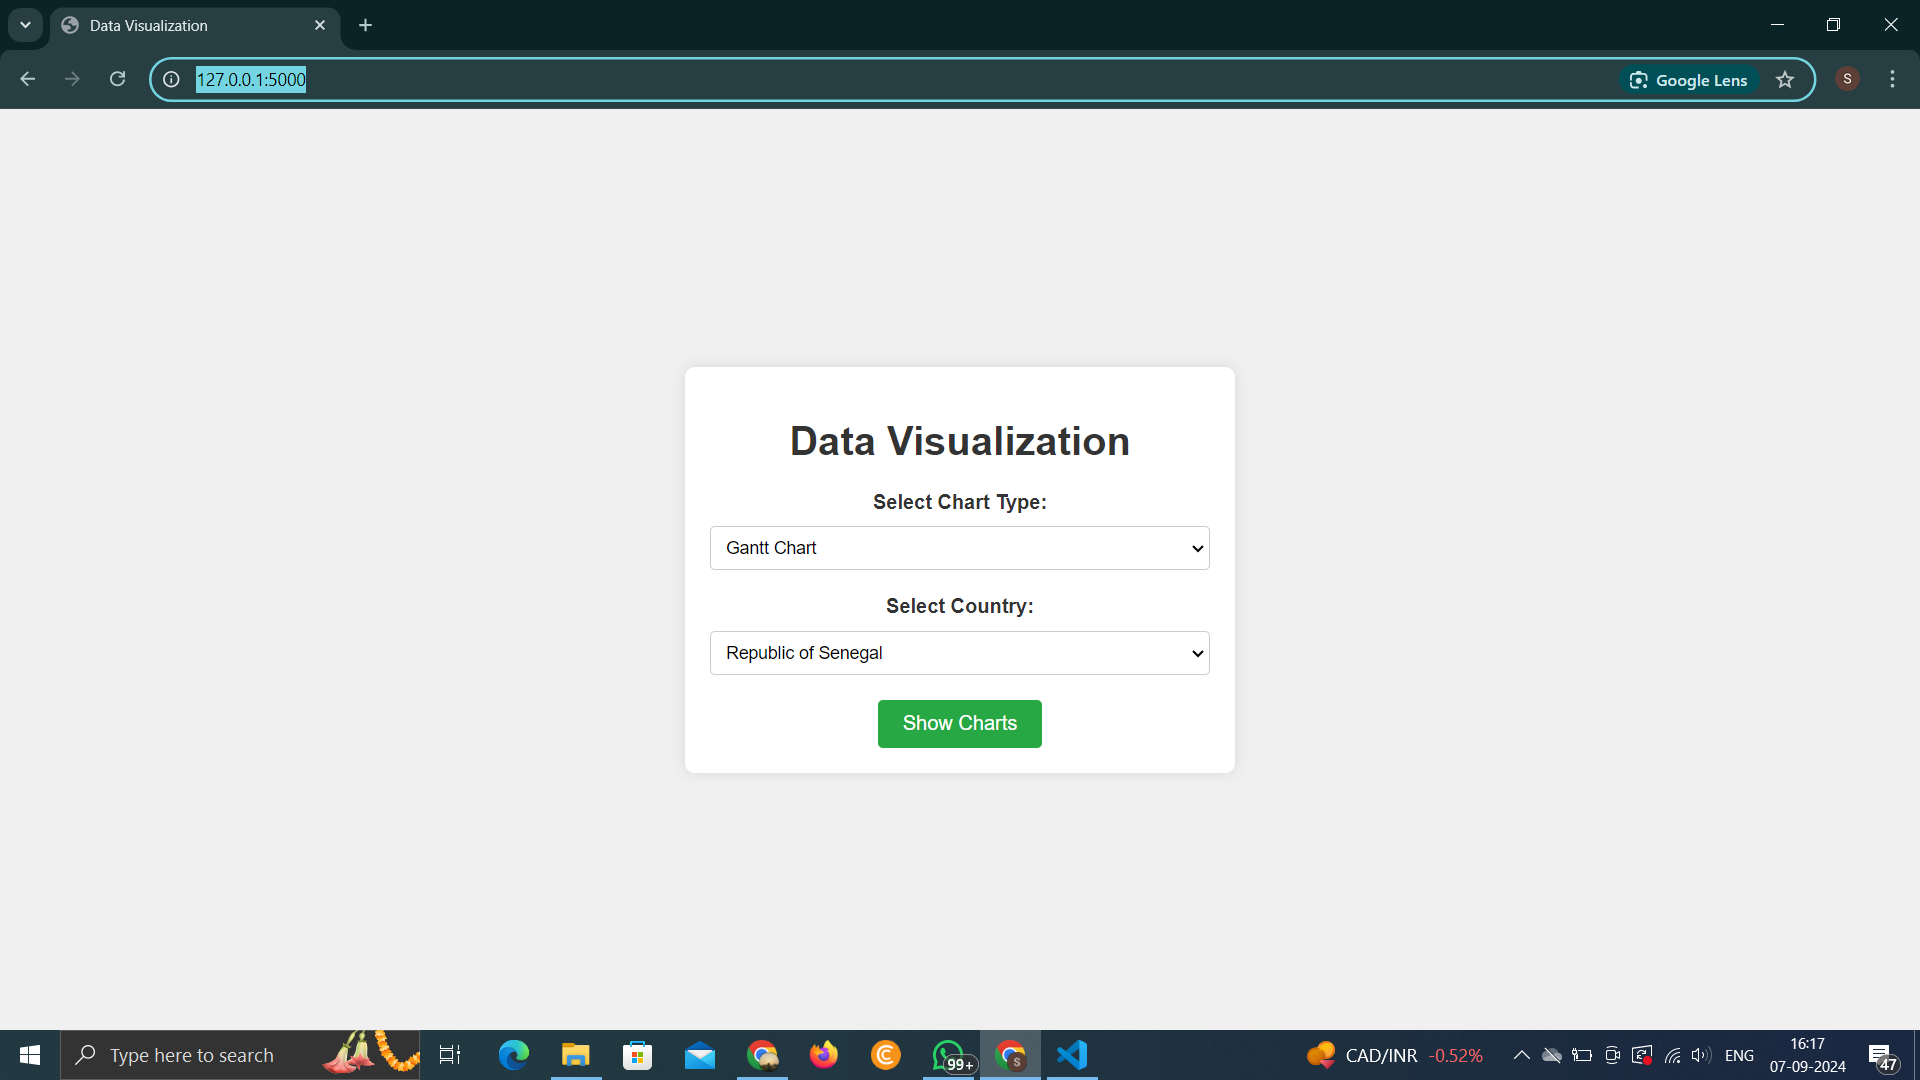 Data Visualization
127.0.0.1:5000
Google Lens
S
Data Visualization
Select Chart Type:
Gantt Chart
Select Country:
Republic of Senegal
Show Charts
Type here to search
99+
S
CAD/INR -0.52%
ENG
16:17
07-09-2024
47